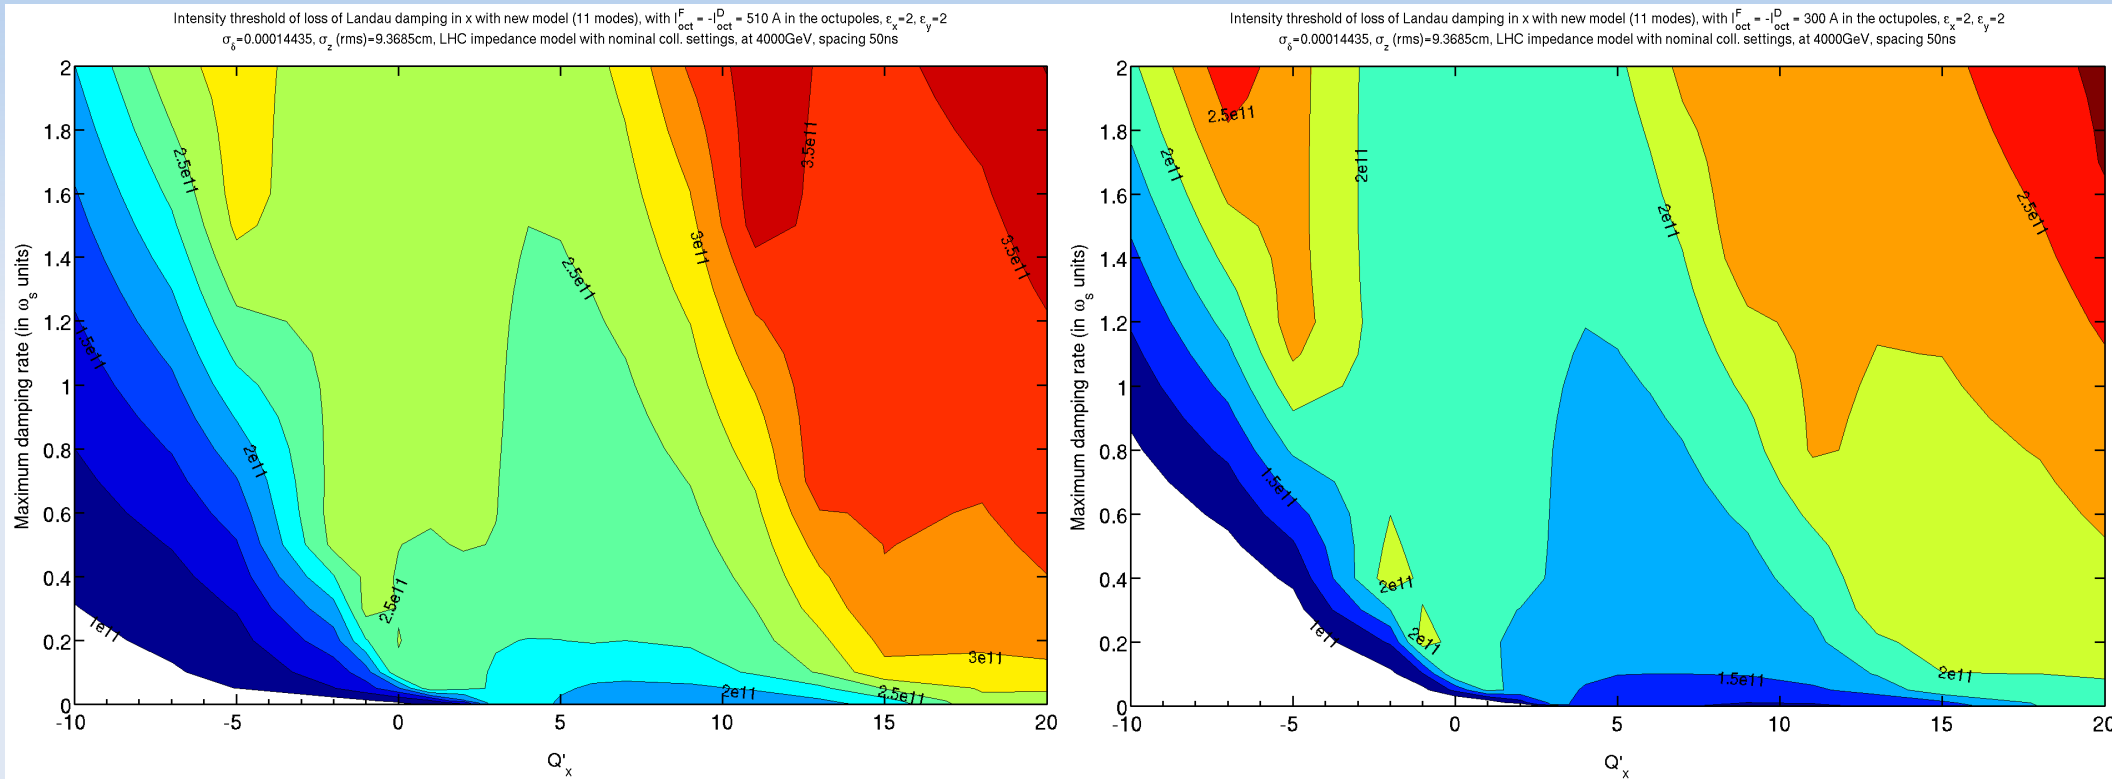 Intensity threshold of loss of Landau damping in x with new model (11 modes), with I^F_oct = -I^D_oct = 510 A in the octupoles, ε_x=2, ε_y=2
σ_δ=0.00014435, σ_z (rms)=9.3685cm, LHC impedance model with nominal coll. settings, at 4000GeV, spacing 50ns
Maximum damping rate (in ω_s units)
2
1.8
1.6
1.4
1.2
1
0.8
0.6
0.4
0.2
0
2.5e11
3.5e11
3e11
2.5e11
3.5e11
1.5e11
2e11
2.5e11
1e11
3e11
2e11
2.5e11
-10 -5 0 5 10 15 20
Q'_x
Intensity threshold of loss of Landau damping in x with new model (11 modes), with I^F_oct = -I^D_oct = 300 A in the octupoles, ε_x=2, ε_y=2
σ_δ=0.00014435, σ_z (rms)=9.3685cm, LHC impedance model with nominal coll. settings, at 4000GeV, spacing 50ns
Maximum damping rate (in ω_s units)
2
1.8
1.6
1.4
1.2
1
0.8
0.6
0.4
0.2
0
2.5e11
2e11
2e11
2e11
2.5e11
1.5e11
2e11
1e11
2e11
2e11
1.5e11
-10 -5 0 5 10 15 20
Q'_x